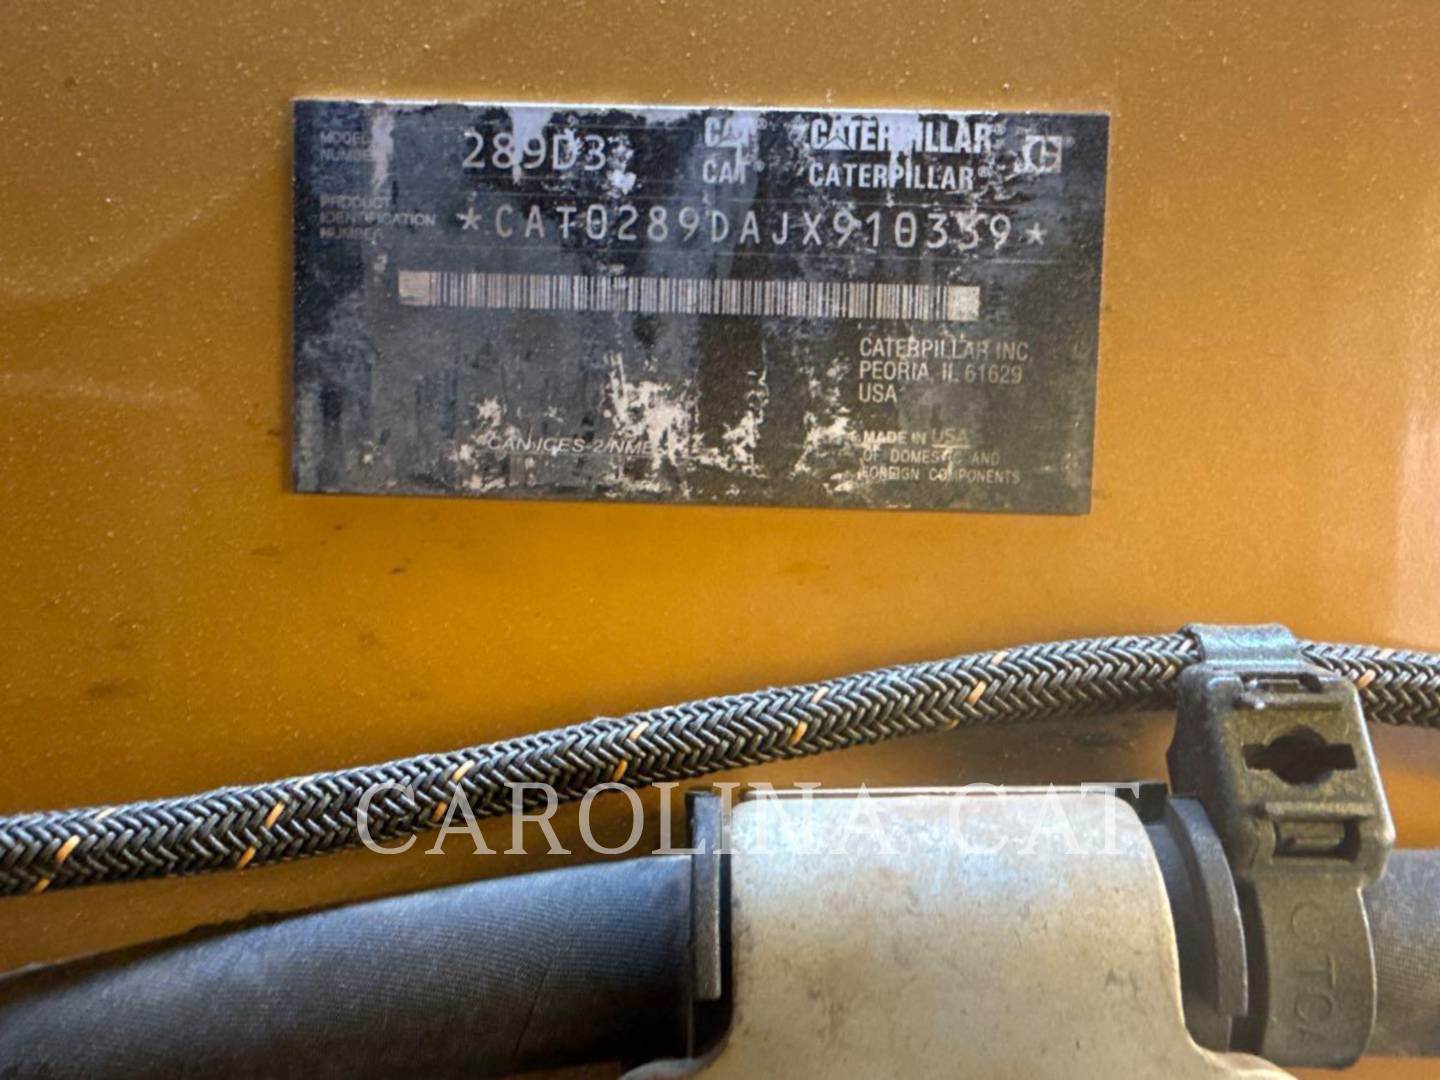 MODEL
NUMBER
289D3
CAT®
CATERPILLAR
CAT®
CATERPILLAR®
PRODUCT
IDENTIFICATION
NUMBER
*CAT0289DAJX910339*
CATERPILLAR INC.
PEORIA, IL 61629
USA
CAN ICES-2/NMB-2
MADE IN USA
OF DOMESTIC AND
FOREIGN COMPONENTS
CAROLINA CAT